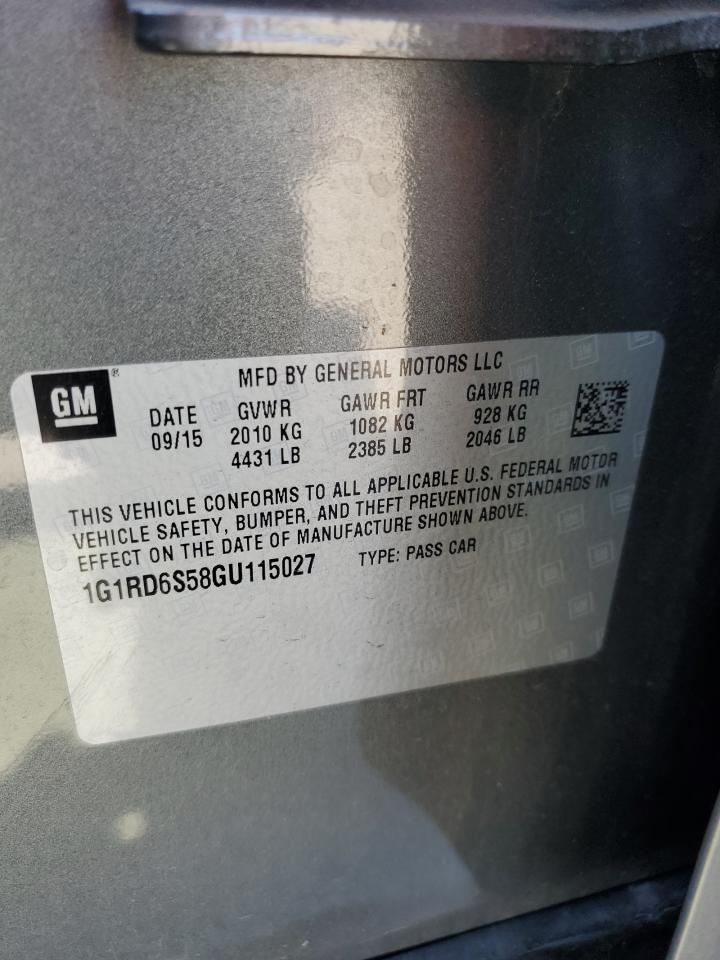 GM®
MFD BY GENERAL MOTORS LLC
DATE GVWR GAWR FRT GAWR RR
09/15 2010 KG 1082 KG 928 KG
4431 LB 2385 LB 2046 LB
THIS VEHICLE CONFORMS TO ALL APPLICABLE U.S. FEDERAL MOTOR
VEHICLE SAFETY, BUMPER, AND THEFT PREVENTION STANDARDS IN
EFFECT ON THE DATE OF MANUFACTURE SHOWN ABOVE.
1G1RD6S58GU115027 TYPE: PASS CAR